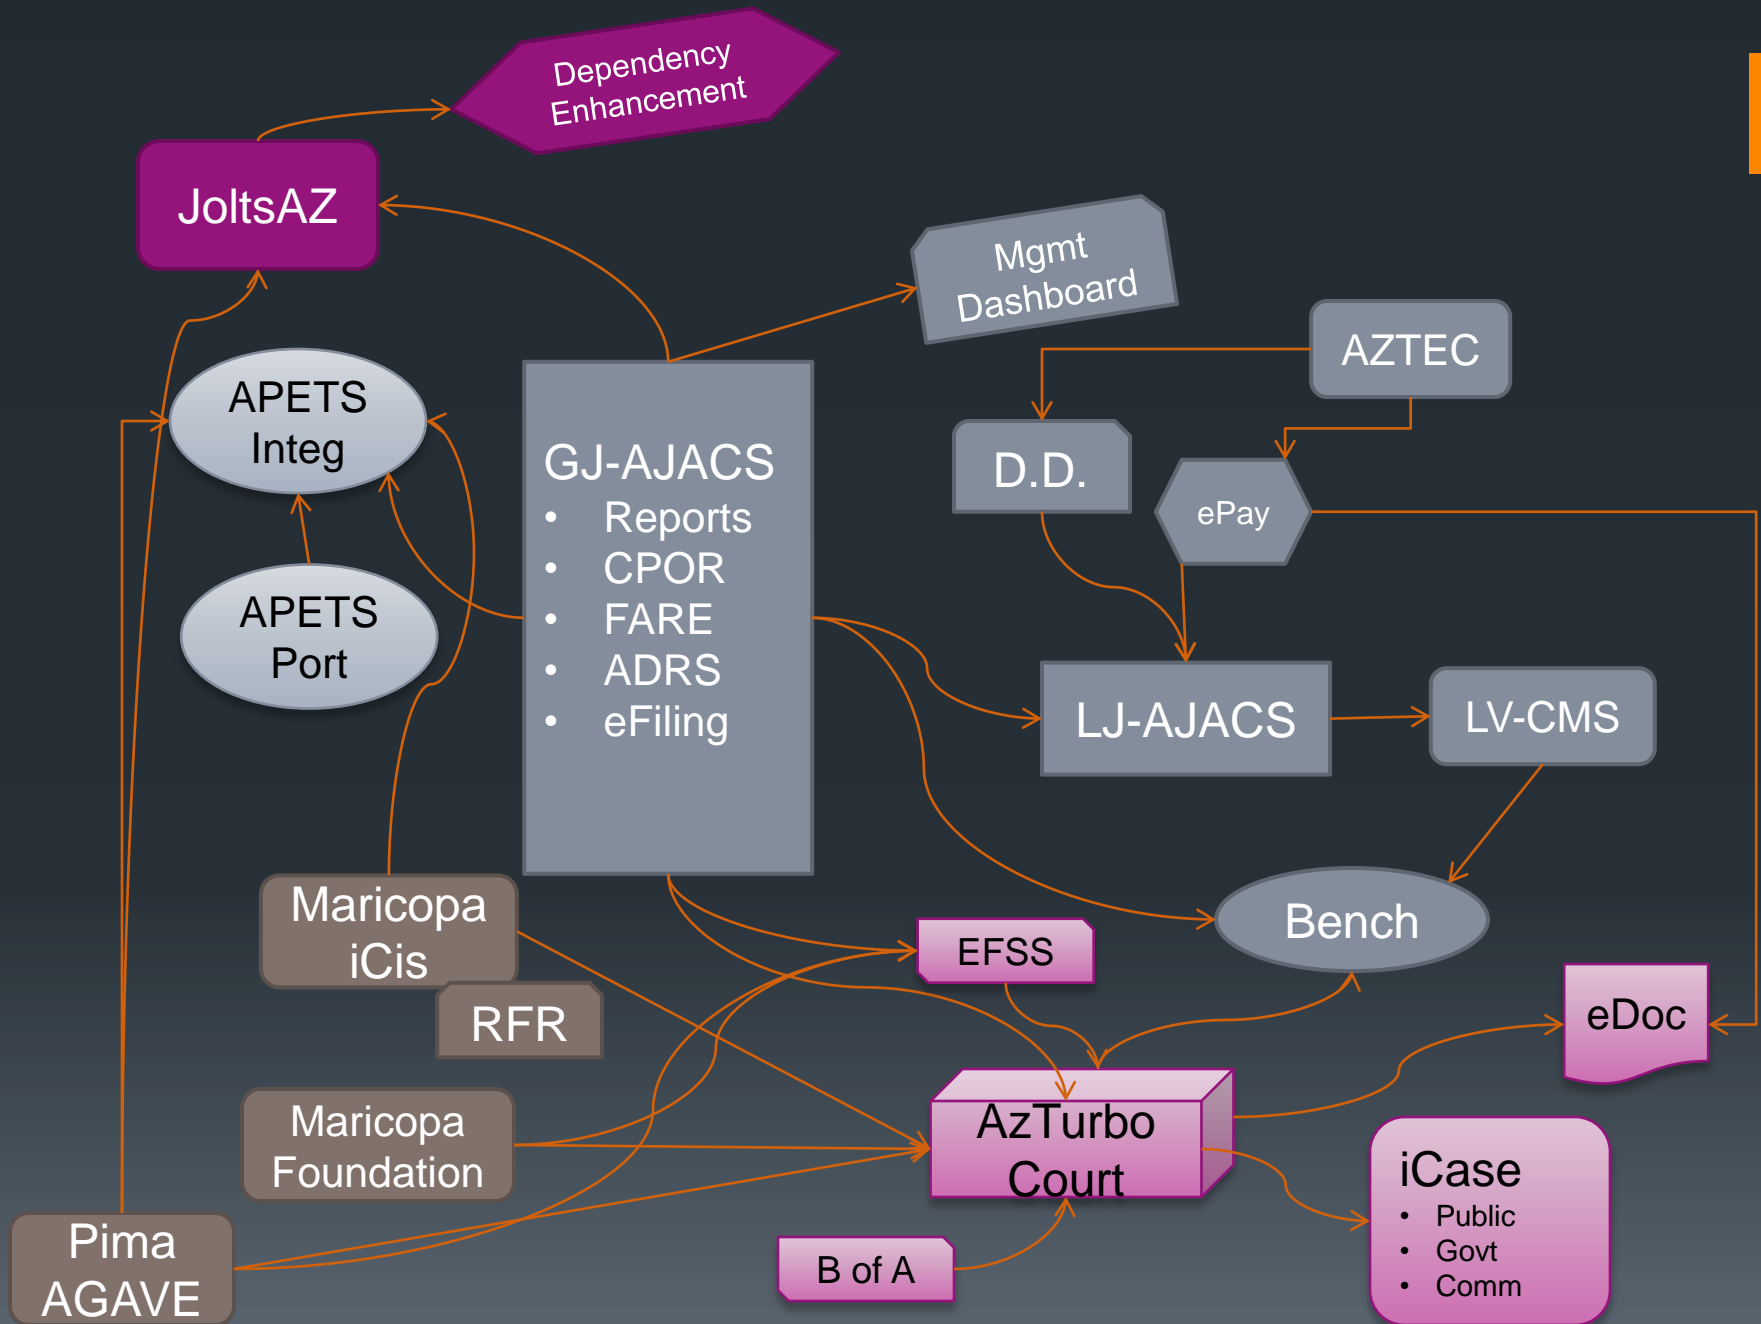 Dependency
Enhancement
JoltsAZ
Mgmt
Dashboard
AZTEC
APETS
Integ
GJ-AJACS
• Reports
• CPOR
• FARE
• ADRS
• eFiling
D.D.
ePay
APETS
Port
LJ-AJACS
LV-CMS
Maricopa
iCis
RFR
EFSS
Bench
eDoc
Maricopa
Foundation
AzTurbo
Court
iCase
• Public
• Govt
• Comm
Pima
AGAVE
B of A